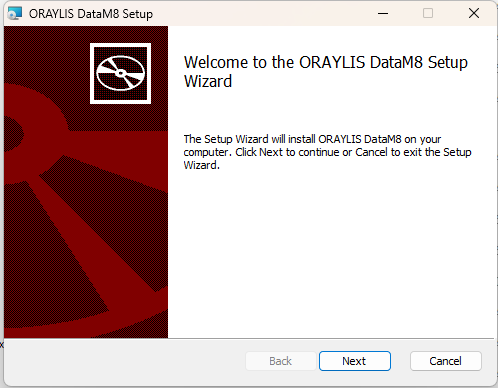 ORAYLIS DataM8 Setup
Welcome to the ORAYLIS DataM8 Setup
Wizard
The Setup Wizard will install ORAYLIS DataM8 on your
computer. Click Next to continue or Cancel to exit the Setup
Wizard.
x
Back
Next
Cancel